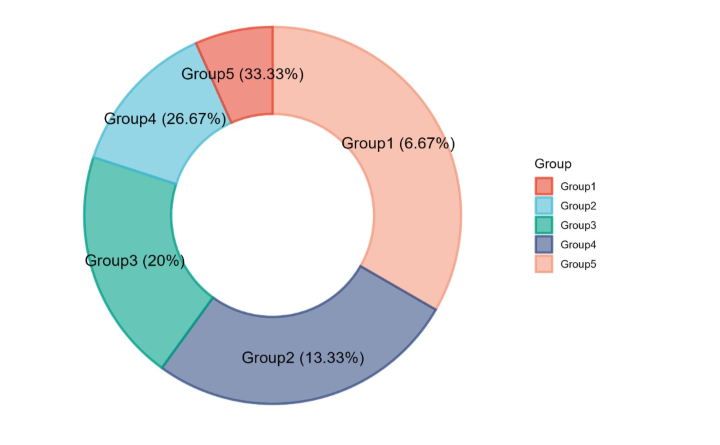 Group5 (33.33%)
Group4 (26.67%)
Group1 (6.67%)
Group3 (20%)
Group2 (13.33%)
Group
Group1
Group2
Group3
Group4
Group5